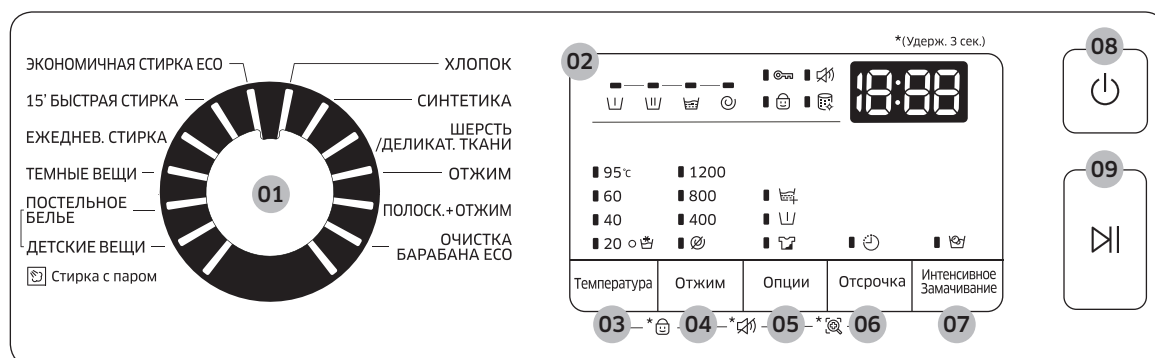 *(Удерж. 3 сек.)
ЭКОНОМИЧНАЯ СТИРКА ECO
15' БЫСТРАЯ СТИРКА
ЕЖЕДНЕВ. СТИРКА
ТЕМНЫЕ ВЕЩИ
ПОСТЕЛЬНОЕ
БЕЛЬЕ
ДЕТСКИЕ ВЕЩИ
Стирка с паром
01
ХЛОПОК
СИНТЕТИКА
ШЕРСТЬ
/ДЕЛИКАТ. ТКАНИ
ОТЖИМ
ПОЛОСК.+ОТЖИМ
ОЧИСТКА
БАРАБАНА ECO
02
18:88
95℃ 1200
60 800
40 400
20
Температура
Отжим
Опции
Отсрочка
Интенсивное
Замачивание
03 * 04 * 05 * 06 07
08
09